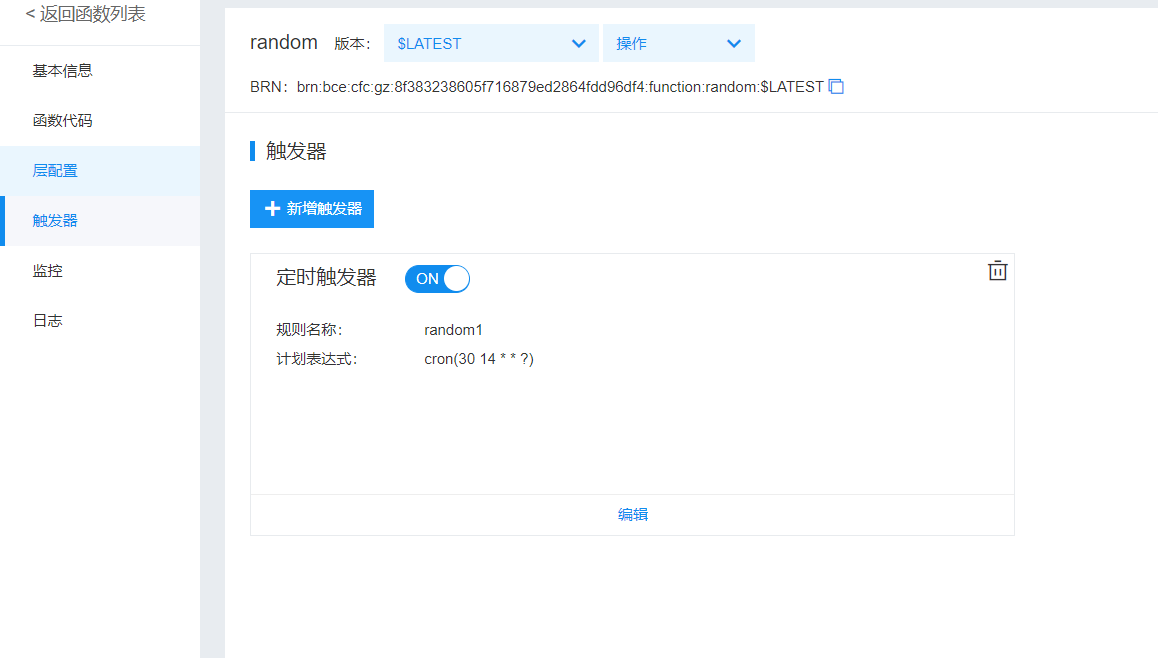 < 返回函数列表
基本信息
函数代码
层配置
触发器
监控
日志
random 版本： $LATEST 操作
BRN：brn:bce:cfc:gz:8f383238605f716879ed2864fdd96df4:function:random:$LATEST
触发器
+ 新增触发器
定时触发器 ON
规则名称： random1
计划表达式： cron(30 14 * * ?)
编辑